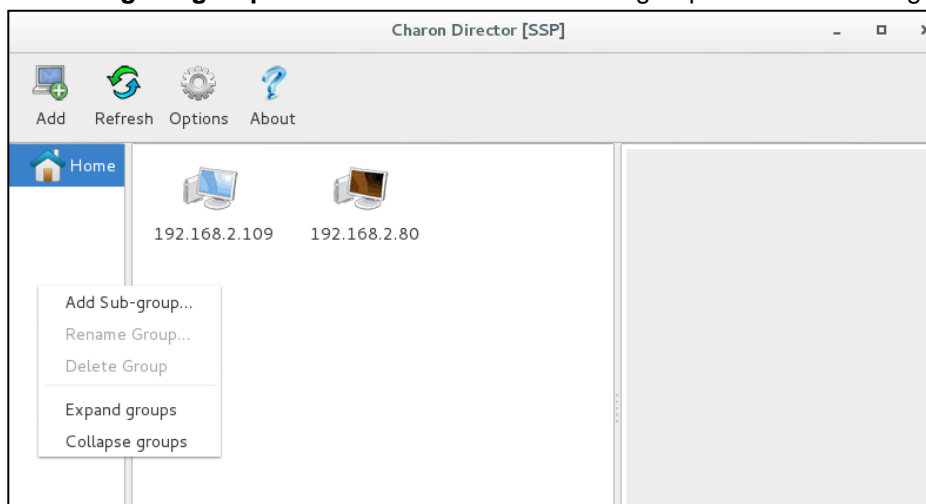 Charon Director [SSP]
Add Refresh Options About
Home
192.168.2.109 192.168.2.80
Add Sub-group...
Rename Group...
Delete Group
Expand groups
Collapse groups